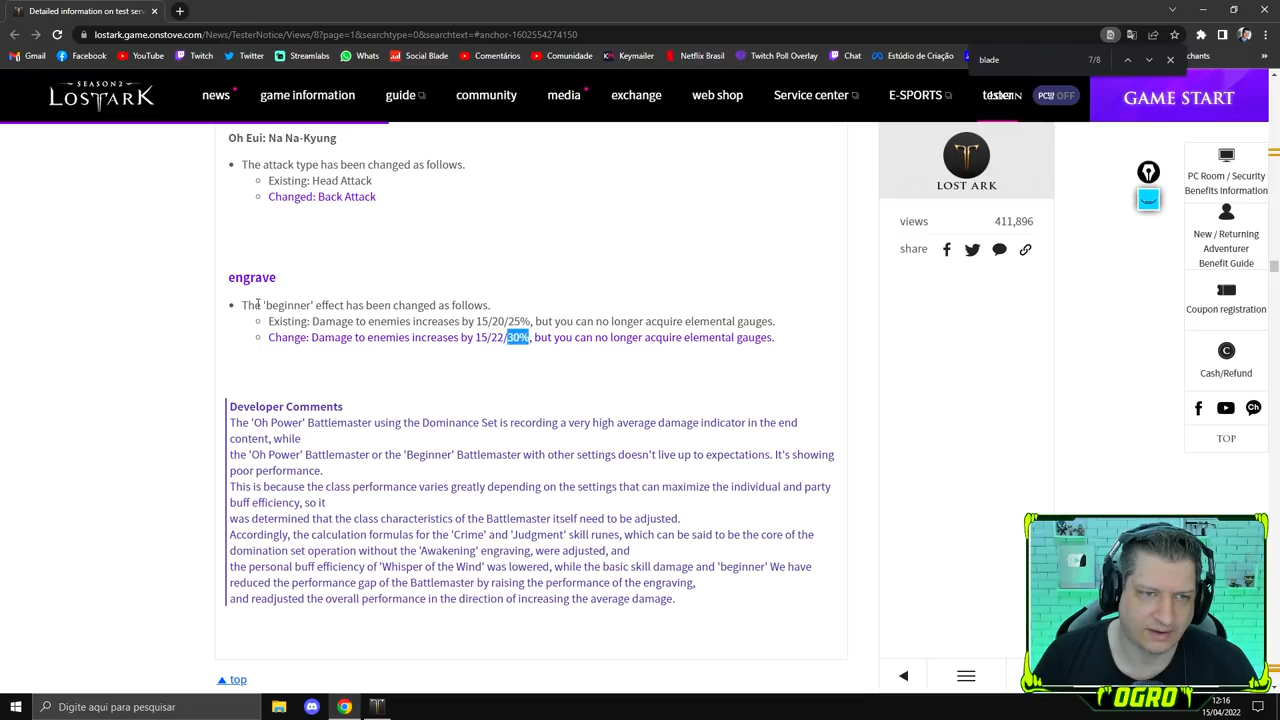 Detailed information on test serv
lostark.game.onstove.com/News/TesterNotice/Views/8?page=1&searchtype=0&searchtext=#anchor-1602554274150
Gmail
Facebook
YouTube
Twitch
Twitter
Streamlabs
Whats
Social Blade
Comermidade
Comunidade
Keymailer
Netflix Brasil
Twitch Poll Overlay
Chat
Estúdio de Criação
chants
blade
7/8
SEASON2
LOSTARK
news
game information
guide
community
media
exchange
web shop
Service center
E-SPORTS
tester
PC방 OFF
GAME START
Oh Eui: Na Na-Kyung
The attack type has been changed as follows.
Existing: Head Attack
Changed: Back Attack
engrave
The 'beginner' effect has been changed as follows.
Existing: Damage to enemies increases by 15/20/25%, but you can no longer acquire elemental gauges.
Change: Damage to enemies increases by 15/22/30%, but you can no longer acquire elemental gauges.
Developer Comments
The 'Oh Power' Battlemaster using the Dominance Set is recording a very high average damage indicator in the end
content, while
the 'Oh Power' Battlemaster or the 'Beginner' Battlemaster with other settings doesn't live up to expectations. It's showing
poor performance.
This is because the class performance varies greatly depending on the settings that can maximize the individual and party
buff efficiency, so it
was determined that the class characteristics of the Battlemaster itself need to be adjusted.
Accordingly, the calculation formulas for the 'Crime' and 'Judgment' skill runes, which can be said to be the core of the
domination set operation without the 'Awakening' engraving, were adjusted, and
the personal buff efficiency of 'Whisper of the Wind' was lowered, while the basic skill damage and 'beginner' We have
reduced the performance gap of the Battlemaster by raising the performance of the engraving,
and readjusted the overall performance in the direction of increasing the average damage.
top
LOST ARK
views
411,896
share
PC Room / Security
Benefits Information
New / Returning
Adventurer
Benefit Guide
Coupon registration
C
Cash/Refund
Ch
TOP
OGRO
Digite aqui para pesquisar
12:16
15/04/2022